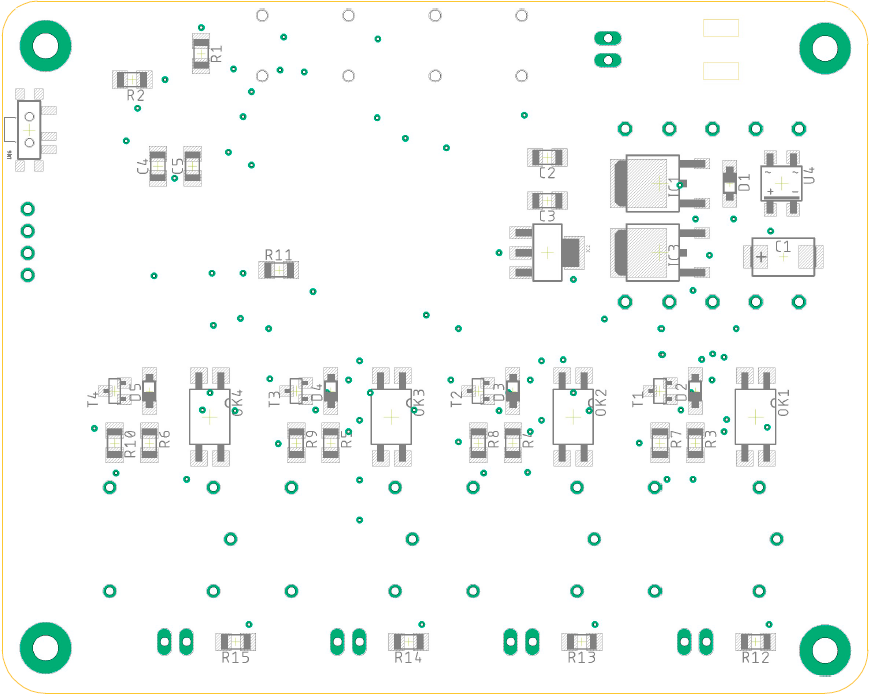 R1
R2
C4
C5
C2
C3
IC1
D1
U4
IC3
C1
R11
T4
D5
OK4
T3
D4
OK3
T2
D3
OK2
T1
D2
OK1
R10
R6
R9
R5
R8
R4
R7
R3
R15
R14
R13
R12